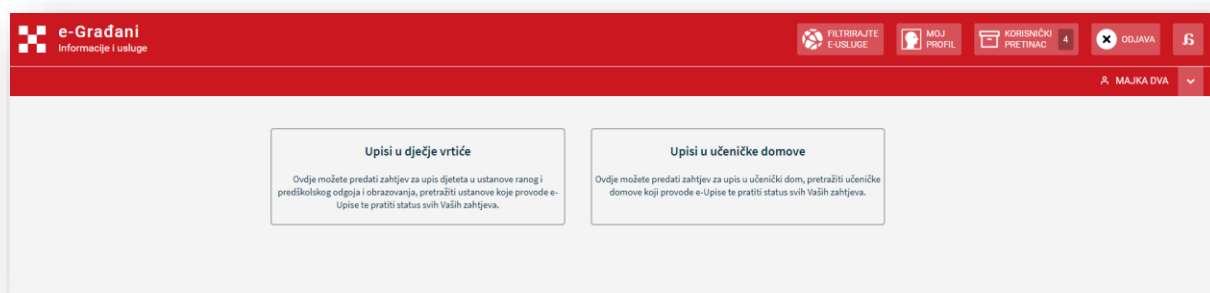 e-Građani
Informacije i usluge
FILTRIRAJTE
E-USLUGE
MOJ
PROFIL
KORISNIČKI
PRETINAC
4
ODJAVA
MAJKA DVA
Upisi u dječje vrtiće
Ovdje možete predati zahtjev za upis djeteta u ustanove ranog i
predškolskog odgoja i obrazovanja, pretražiti ustanove koje provode e-
Upise te pratiti status svih Vaših zahtjeva.
Upisi u učeničke domove
Ovdje možete predati zahtjev za upis u učenički dom, pretražiti učeničke
domove koji provode e-Upise te pratiti status svih Vaših zahtjeva.